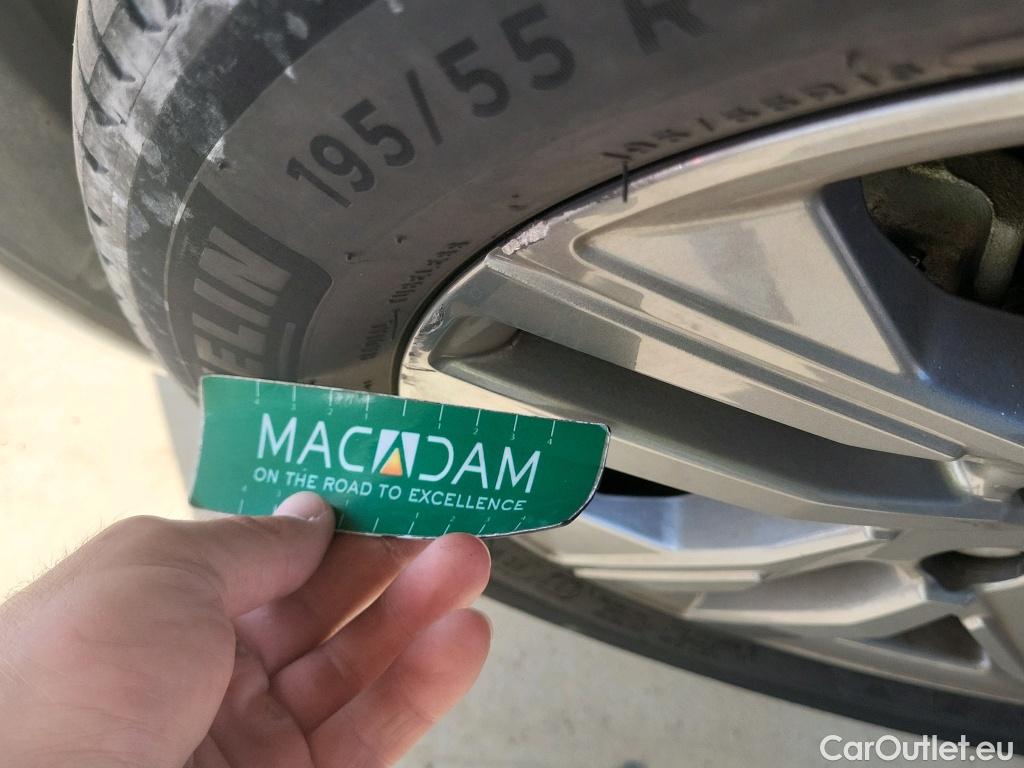 195/55 R
ELIN
MACADAM
ON THE ROAD TO EXCELLENCE
CarOutlet.eu